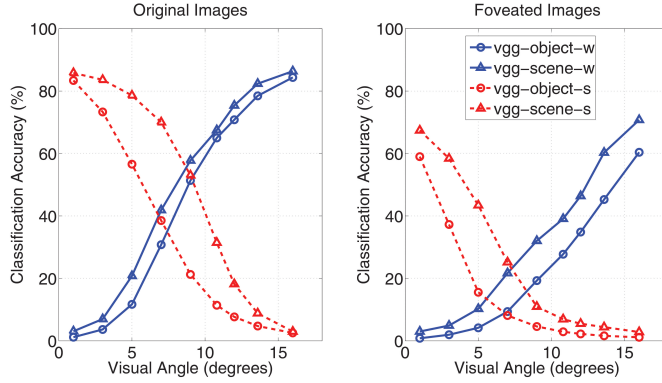 Original Images
Classification Accuracy (%)
100
80
60
40
20
0
0 5 10 15
Visual Angle (degrees)
Foveated Images
vgg-object-w
vgg-scene-w
vgg-object-s
vgg-scene-s
Classification Accuracy (%)
100
80
60
40
20
0
0 5 10 15
Visual Angle (degrees)